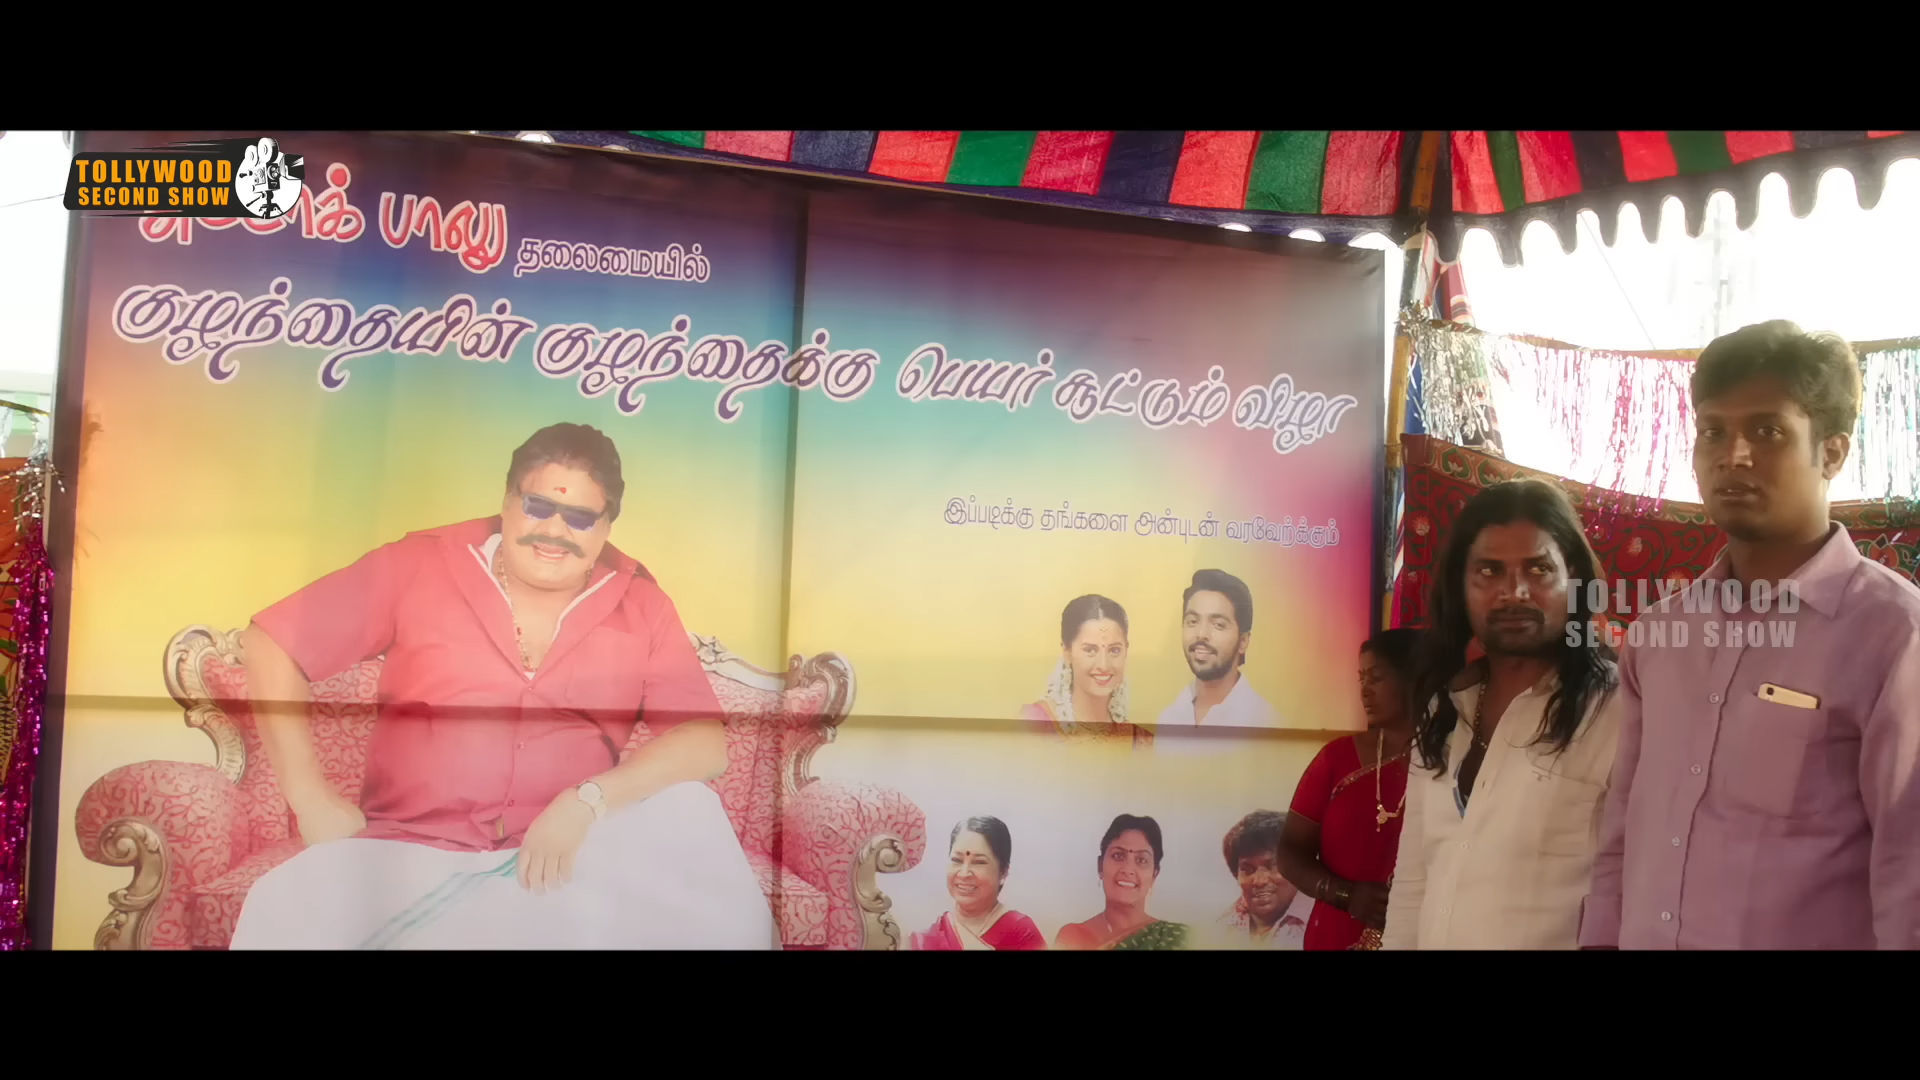 TOLLYWOOD
SECOND SHOW
பாலு தலைமையில்
குழந்தையின் குழந்தைக்கு பெயர் சூட்டும் விழா
இப்படிக்கு தங்களை அன்புடன் வரவேற்க்கும்
TOLLYWOOD
SECOND SHOW